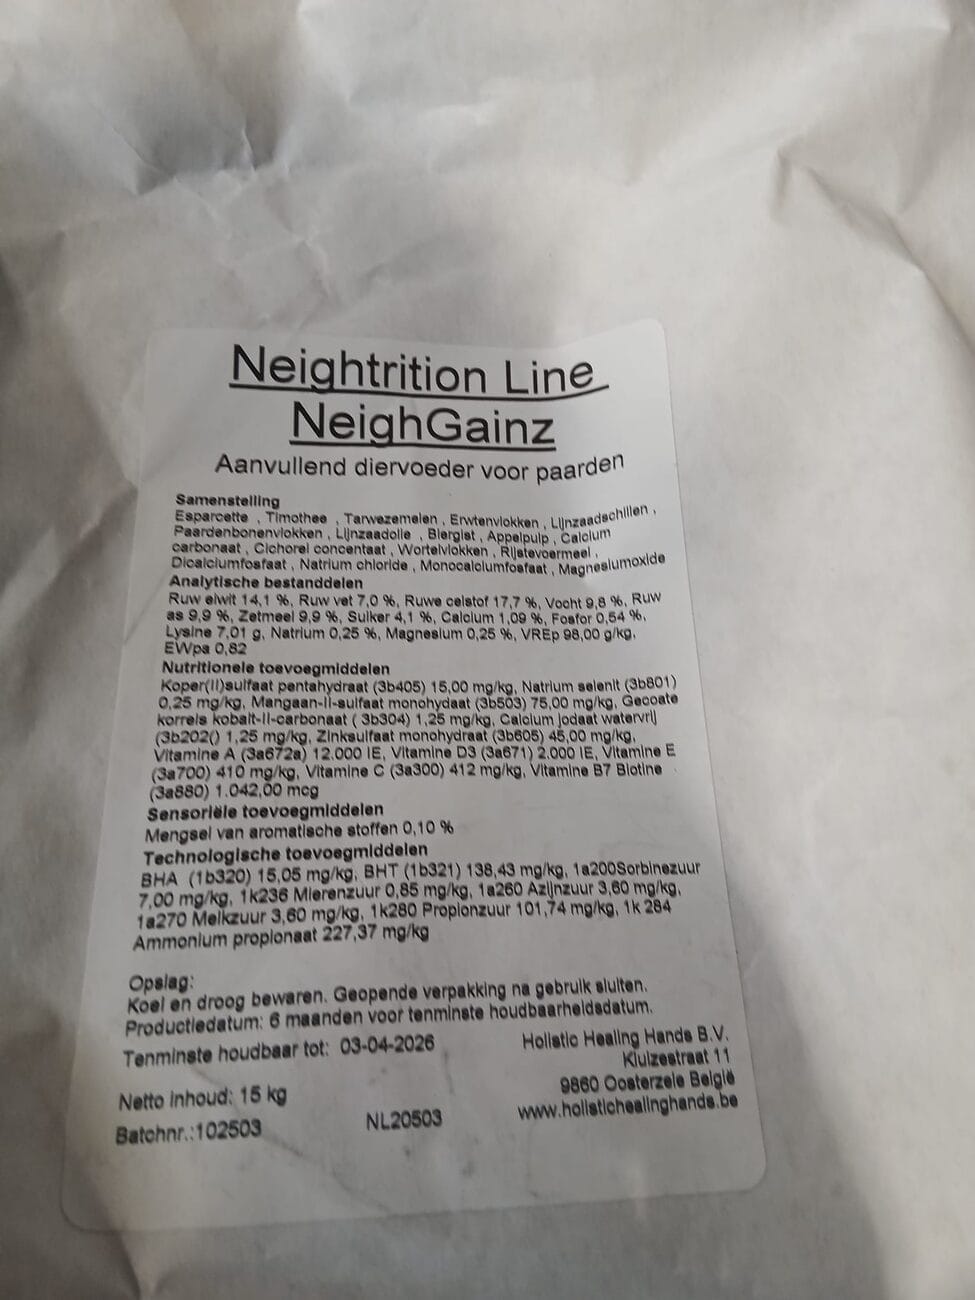 Neightrition Line
NeighGainz
Aanvullend diervoeder voor paarden
Samenstelling
Esparcette , Timothee , Tarwezemelen , Erwtenvlokken , Lijnzaadschilfen ,
Paardenbonenvlokken , Lijnzaadolie , Biergist , Appelpulp , Calcium
carbonaat , Cichorei concentaat , Wortelvlokken , Rijstevoermeel ,
Dicalciumfosfaat , Natrium chloride , Monocalciumfosfaat , Magnesiumoxide
Analytische bestanddelen
Ruw eiwit 14,1 %, Ruw vet 7,0 %, Ruwe celstof 17,7 %, Vocht 9,8 %, Ruw
as 9,9 %, Zetmeel 9,9 %, Suiker 4,1 %, Calcium 1,09 %, Fosfor 0,54 %,
Lysine 7,01 g, Natrium 0,25 %, Magnesium 0,25 %, VREp 98,00 g/kg,
EWpa 0,82
Nutritionele toevoegmiddelen
Koper(II)sulfaat pentahydraat (3b405) 15,00 mg/kg, Natrium selenit (3b801)
0,25 mg/kg, Mangaan-II-sulfaat monohydaat (3b503) 75,00 mg/kg, Gecoate
korrels kobalt-II-carbonaat ( 3b304) 1,25 mg/kg, Calcium jodaat watervrij
(3b202() 1,25 mg/kg, Zinksulfaat monohydraat (3b605) 45,00 mg/kg,
Vitamine A (3a672a) 12.000 IE, Vitamine D3 (3a671) 2.000 IE, Vitamine E
(3a700) 410 mg/kg, Vitamine C (3a300) 412 mg/kg, Vitamine B7 Biotine
(3a880) 1.042,00 mcg
Sensoriële toevoegmiddelen
Mengsel van aromatische stoffen 0,10 %
Technologische toevoegmiddelen
BHA (1b320) 15,05 mg/kg, BHT (1b321) 138,43 mg/kg, 1a200Sorbinezuur
7,00 mg/kg, 1k236 Mierenzuur 0,85 mg/kg, 1a260 Azijnzuur 3,60 mg/kg,
1a270 Melkzuur 3,60 mg/kg, 1k280 Propionzuur 101,74 mg/kg, 1k 284
Ammonium propionaat 227,37 mg/kg
Opslag:
Koel en droog bewaren. Geopende verpakking na gebruik sluiten.
Productiedatum: 6 maanden voor tenminste houdbaarheidsdatum.
Tenminste houdbaar tot: 03-04-2026
Holistic Healing Hands B.V.
Kluizestraat 11
9860 Oosterzele België
www.holistichealinghands.be
Netto inhoud: 15 kg
Batchnr.:102503
NL20503